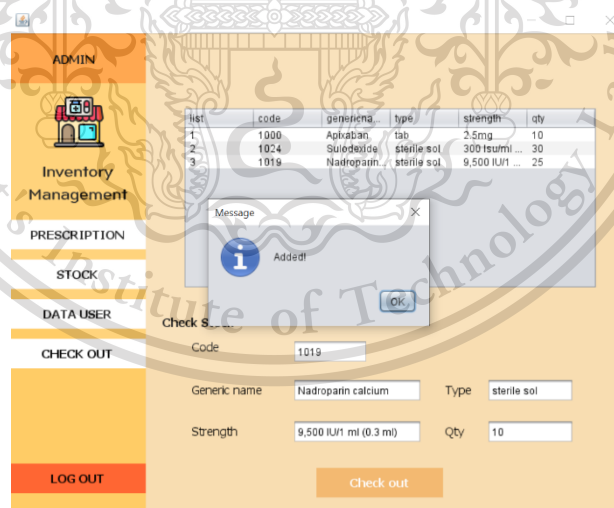 ADMIN
Inventory
Management
PRESCRIPTION
STOCK
DATA USER
CHECK OUT
LOG OUT
list code genericna... type strength qty
1 1000 Apixaban tab 2.5mg 10
2 1024 Sulodexide sterile sol 300 lsu/ml ... 30
3 1019 Nadroparin... sterile sol 9,500 IU/1 ... 25
Message
Added!
OK
Check
Code 1019
Generic name Nadroparin calcium Type sterile sol
Strength 9,500 IU/1 ml (0.3 ml) Qty 10
Check out
's Institute of Technology